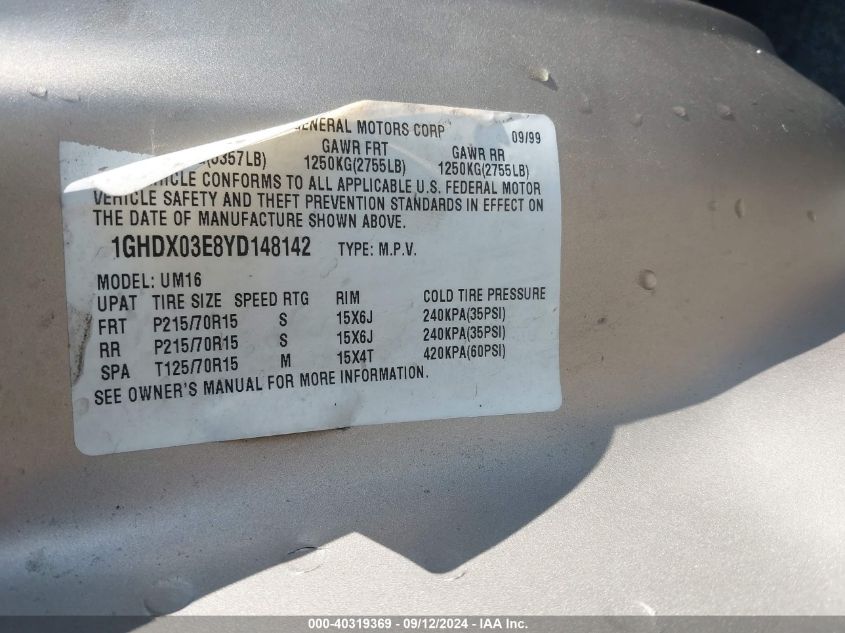 GENERAL MOTORS CORP 09/99
GAWR FRT GAWR RR
1250KG(2755LB) 1250KG(2755LB)
CONFORMS TO ALL APPLICABLE U.S. FEDERAL MOTOR
VEHICLE SAFETY AND THEFT PREVENTION STANDARDS IN EFFECT ON
THE DATE OF MANUFACTURE SHOWN ABOVE.
1GHDX03E8YD148142 TYPE: M.P.V.
MODEL: UM16
UPAT TIRE SIZE SPEED RTG RIM COLD TIRE PRESSURE
FRT P215/70R15 S 15X6J 240KPA(35PSI)
RR P215/70R15 S 15X6J 240KPA(35PSI)
SPA T125/70R15 M 15X4T 420KPA(60PSI)
SEE OWNER'S MANUAL FOR MORE INFORMATION.
000-40319369 - 09/12/2024 - IAA Inc.